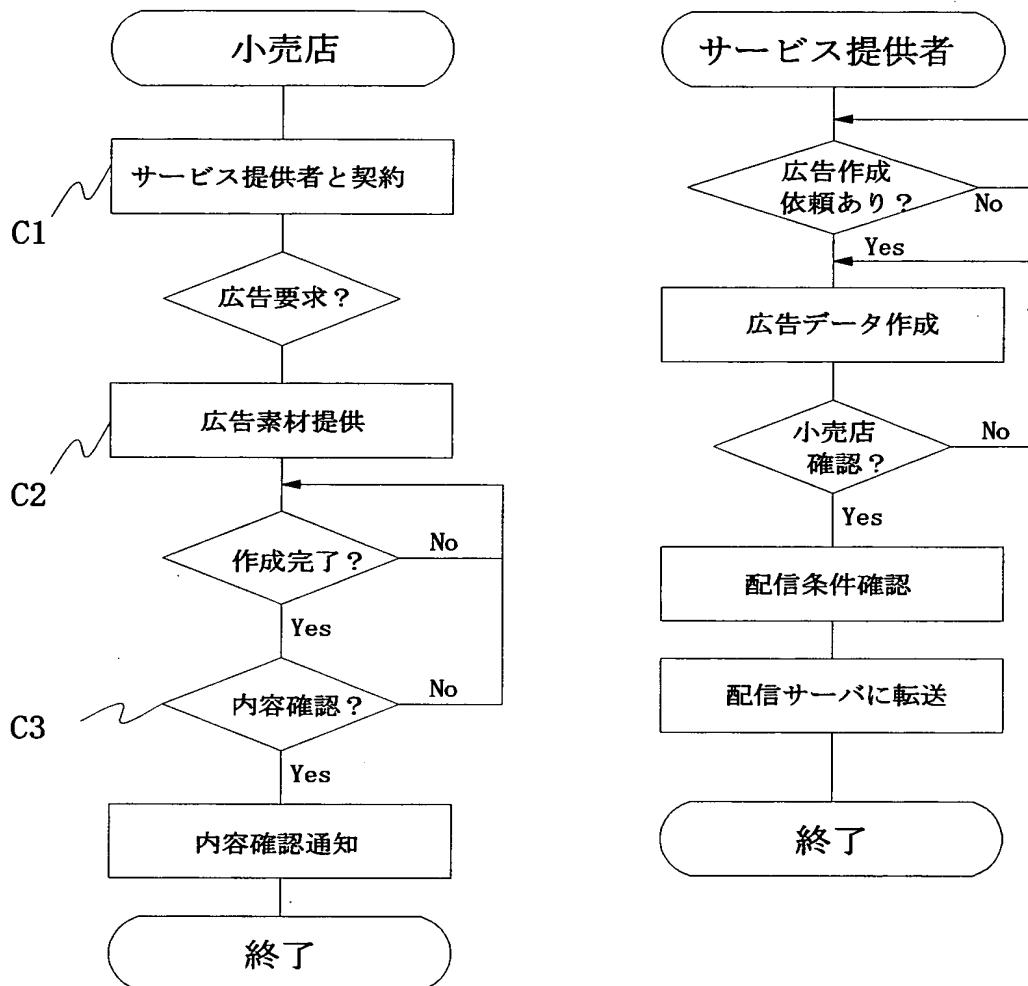 小売店
サービス提供者と契約
C1
広告要求？
広告素材提供
C2
作成完了？
No
Yes
内容確認？
No
C3
Yes
内容確認通知
終了
サービス提供者
広告作成
依頼あり？
No
Yes
広告データ作成
小売店
確認？
No
Yes
配信条件確認
配信サーバに転送
終了